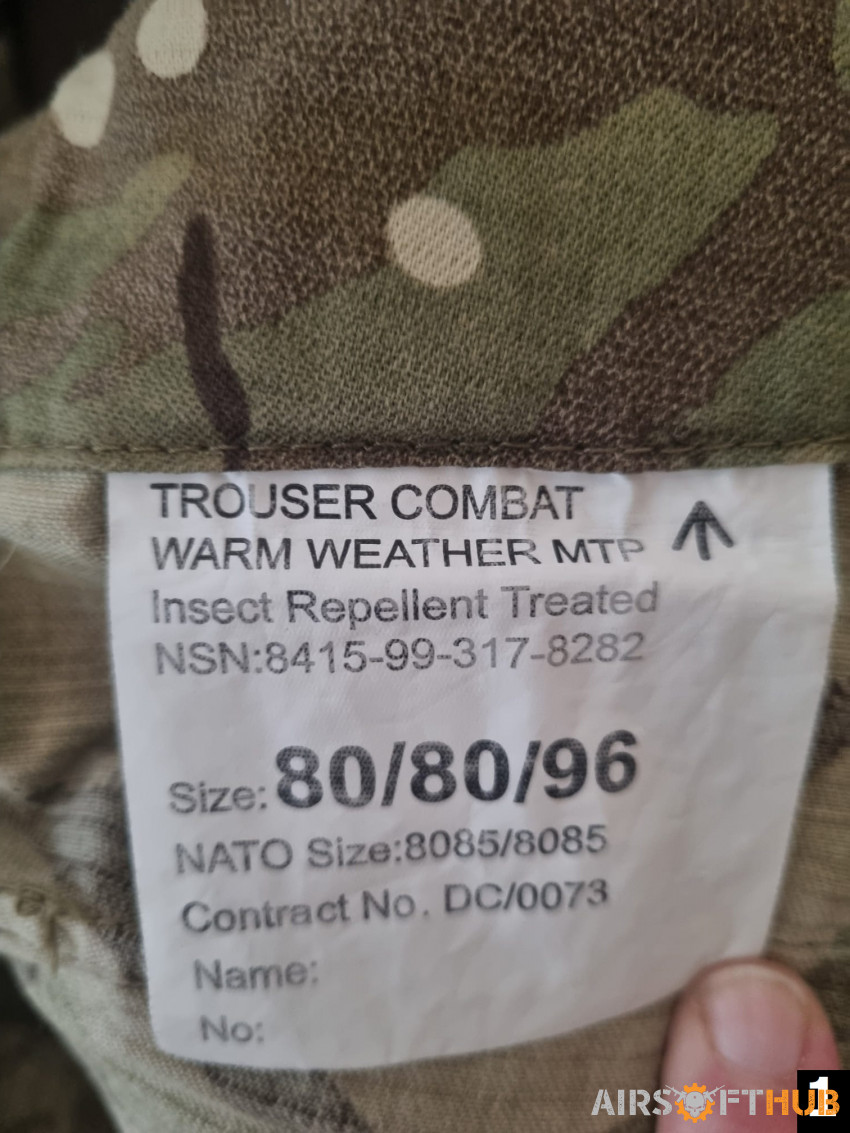 TROUSER COMBAT
WARM WEATHER MTP
Insect Repellent Treated
NSN:8415-99-317-8282
Size: 80/80/96
NATO Size:8085/8085
Contract No. DC/0073
Name:
No:
1
AIRSOFTHUB